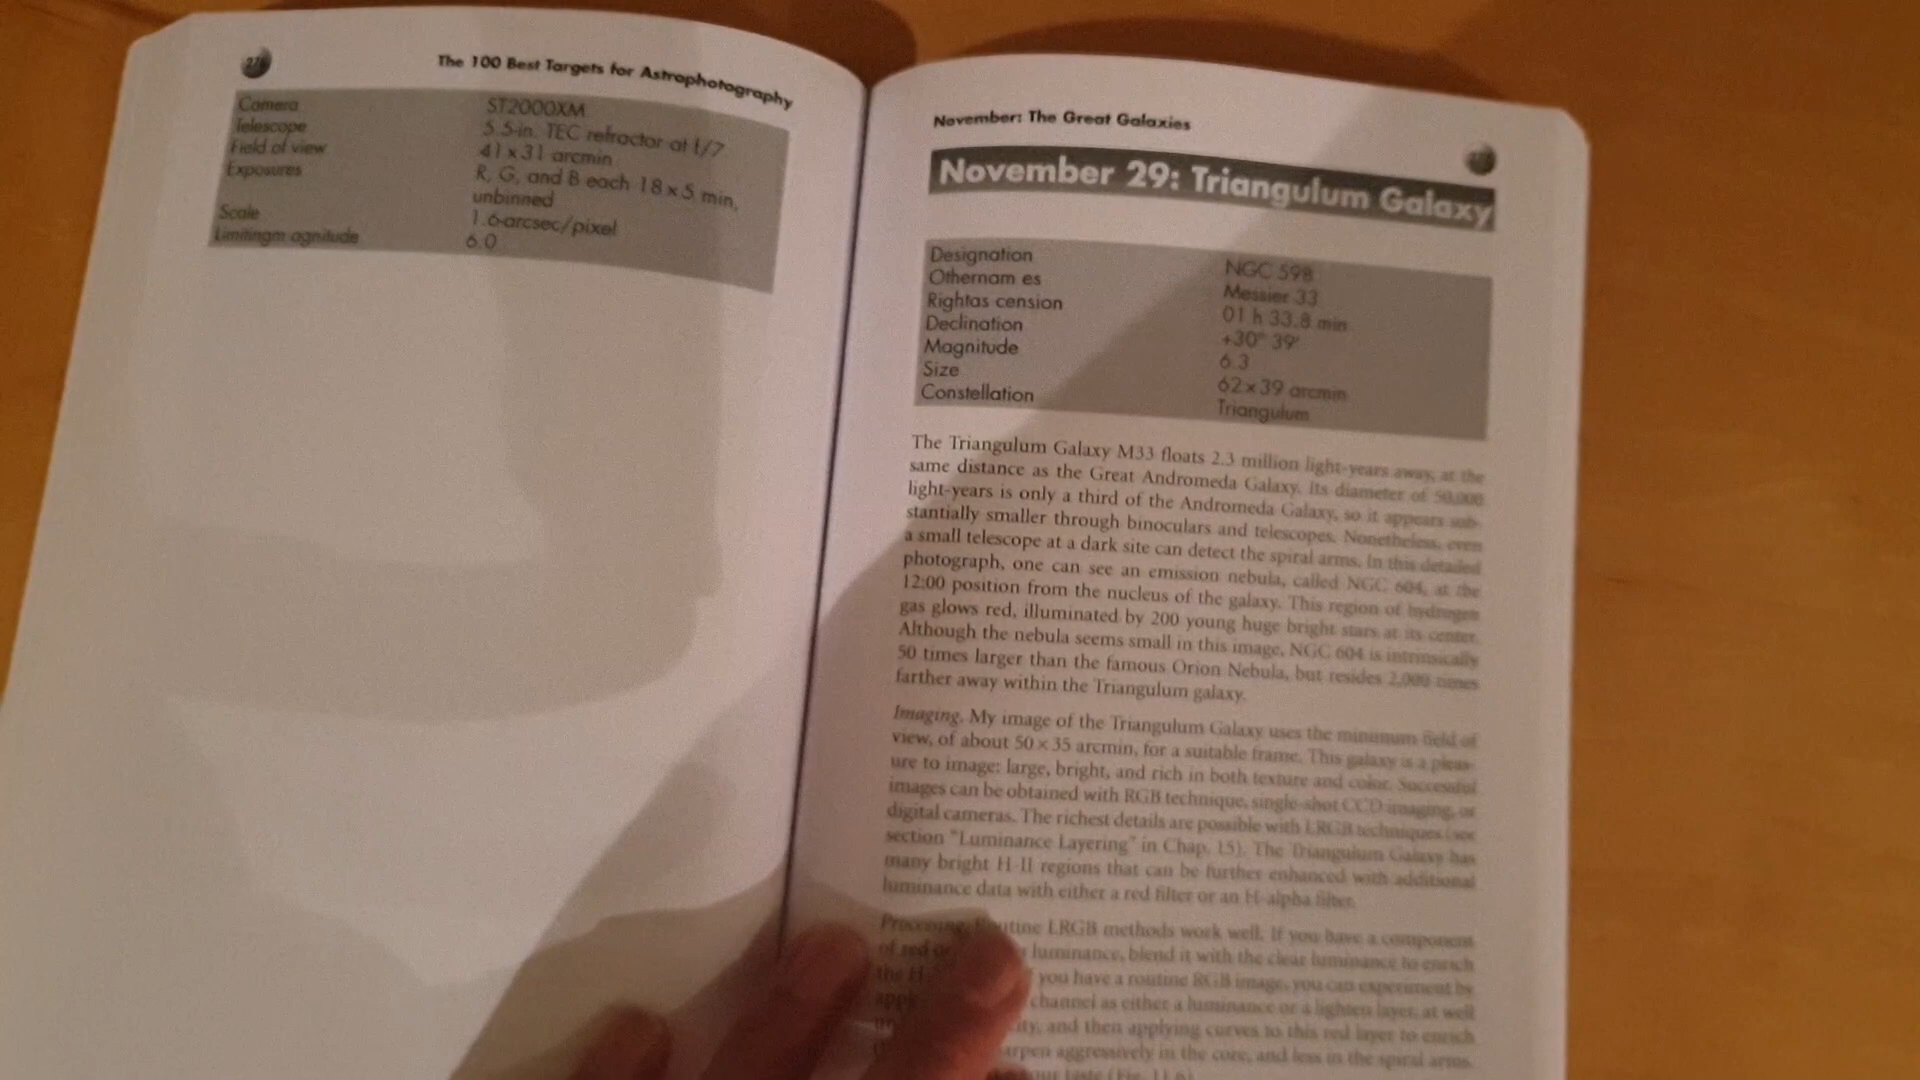 The 100 Best Targets for Astrophotography
Camera ST2000XM
Telescope 5.5-in. TEC refractor at f/7
Field of view 41 x 31 arcmin
Exposures R, G, and B each 18 x 5 min,
unbinned
Scale 1.6-arcsec/pixel
Limitingm agnitude 6.0
November: The Great Galaxies
November 29: Triangulum Galaxy
Designation NGC 598
Othernam es Messier 33
Rightas cension 01 h 33.8 min
Declination +30° 39'
Magnitude 6.3
Size 62 x 39 arcmin
Constellation Triangulum
The Triangulum Galaxy M33 floats 2.3 million light-years away, at the
same distance as the Great Andromeda Galaxy. Its diameter of 50,000
light-years is only a third of the Andromeda Galaxy, so it appears sub-
stantially smaller through binoculars and telescopes. Nonetheless, even
a small telescope at a dark site can detect the spiral arms. In this detailed
photograph, one can see an emission nebula, called NGC 604, at the
12:00 position from the nucleus of the galaxy. This region of hydrogen
gas glows red, illuminated by 200 young huge bright stars at its center.
Although the nebula seems small in this image, NGC 604 is intrinsically
50 times larger than the famous Orion Nebula, but resides 2,000 times
farther away within the Triangulum galaxy.
Imaging. My image of the Triangulum Galaxy uses the minimum field of
view, of about 50 × 35 arcmin, for a suitable frame. This galaxy is a pleas-
ure to image: large, bright, and rich in both texture and color. Successful
images can be obtained with RGB technique, single-shot CCD imaging, or
digital cameras. The richest details are possible with LRGB techniques (see
section "Luminance Layering" in Chap. 15). The Triangulum Galaxy has
many bright H-II regions that can be further enhanced with additional
luminance data with either a red filter or an H-alpha filter.
Processing. Routine LRGB methods work well. If you have a component
of red or luminance, blend it with the clear luminance to enrich
the H you have a routine RGB image, you can experiment by
channel as either a luminance or a lighten layer, at well
and then applying curves to this red layer to enrich
aggressively in the core, and less in the spiral arms.
taste (Fig. 11.6).